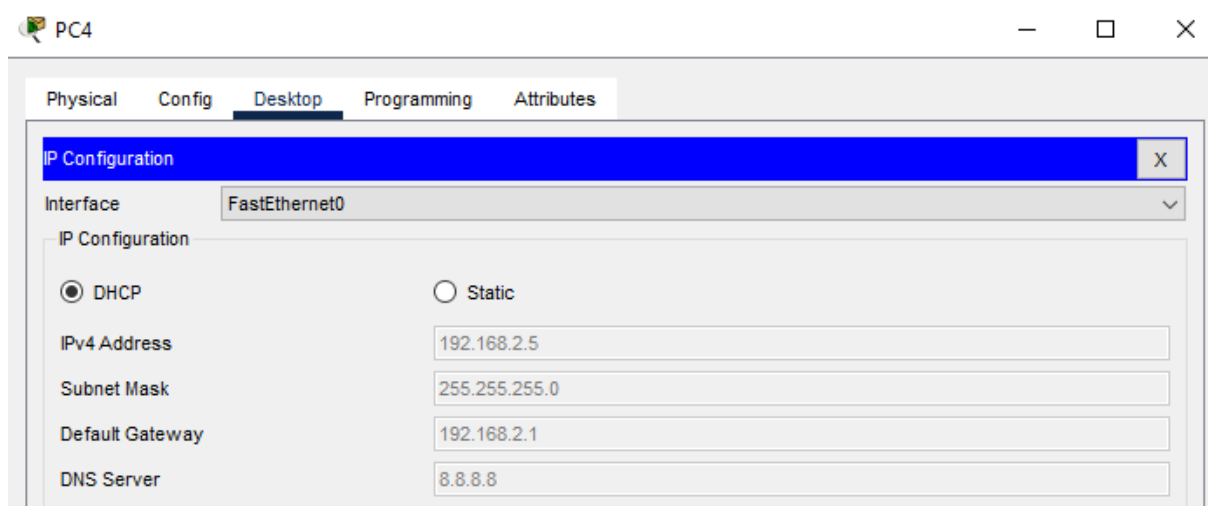 PC4
Physical Config Desktop Programming Attributes
IP Configuration X
Interface FastEthernet0
IP Configuration
DHCP Static
IPv4 Address 192.168.2.5
Subnet Mask 255.255.255.0
Default Gateway 192.168.2.1
DNS Server 8.8.8.8